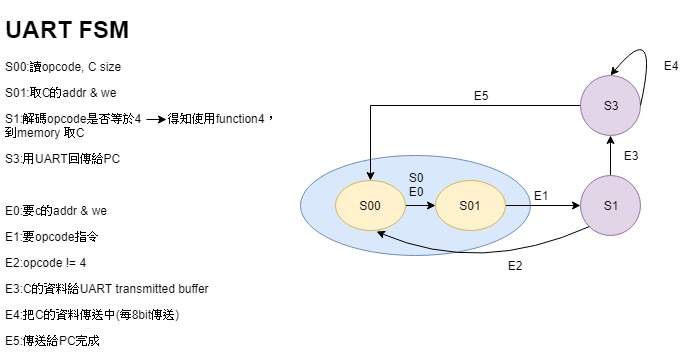 UART FSM
S00:讀opcode, C size
S01:取C的addr & we
S1:解碼opcode是否等於4 → 得知使用function4，
到memory 取C
S3:用UART回傳給PC
E0:要c的addr & we
E1:要opcode指令
E2:opcode != 4
E3:C的資料給UART transmitted buffer
E4:把C的資料傳送中(每8bit傳送)
E5:傳送給PC完成
E4
S3
E5
E3
S0
E0
S00
S01
E1
S1
E2